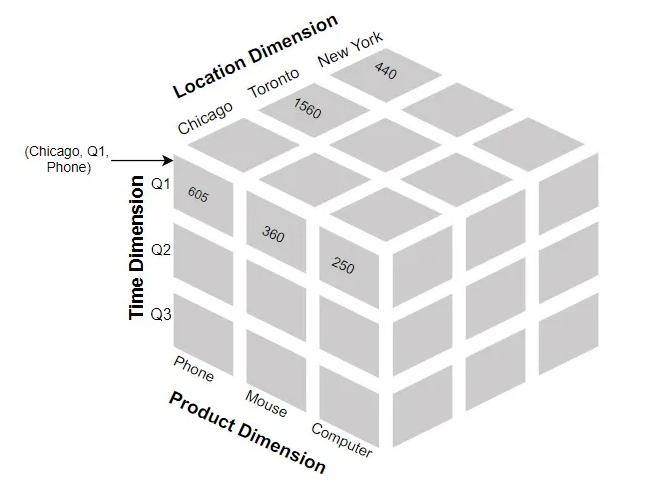 Location Dimension
New York
Toronto
Chicago
440
1560
(Chicago, Q1,
Phone)
Time Dimension
Q1
Q2
Q3
605
360
250
Phone
Mouse
Computer
Product Dimension